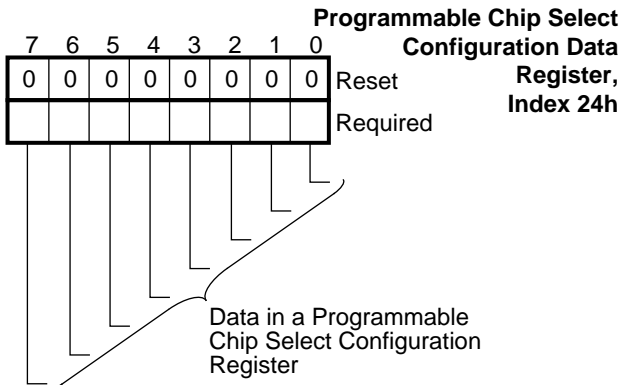 Programmable Chip Select
Configuration Data
Register,
Index 24h
7 6 5 4 3 2 1 0
0 0 0 0 0 0 0 0 Reset
Required
Data in a Programmable
Chip Select Configuration
Register